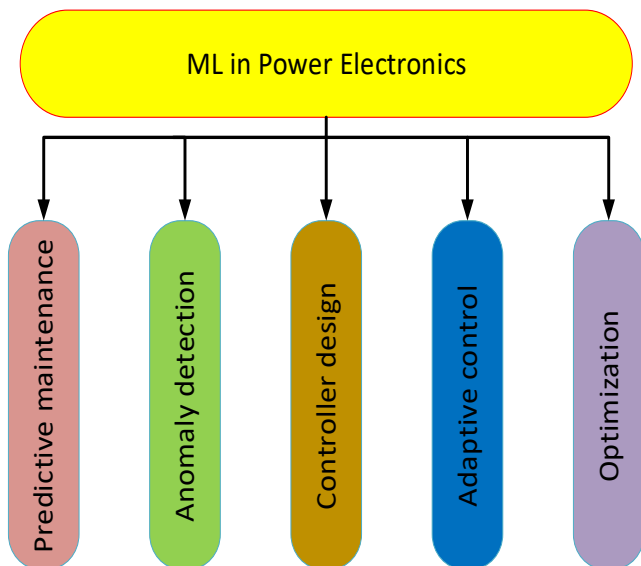 ML in Power Electronics
Predictive maintenance
Anomaly detection
Controller design
Adaptive control
Optimization